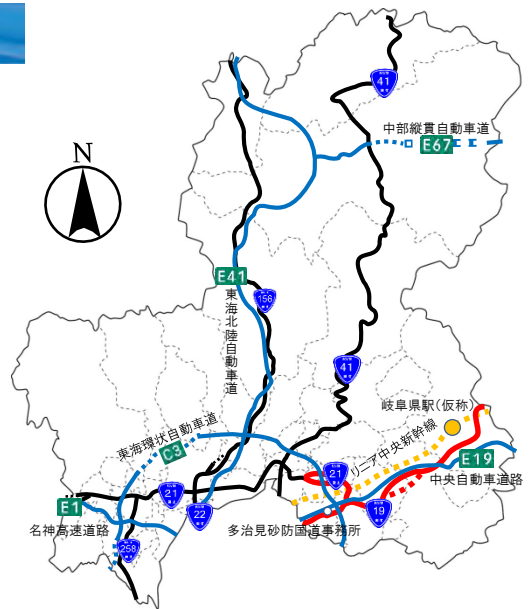 41
中部縦貫自動車道
E67
N
E41
156
東海北陸自動車道
41
岐阜県駅(仮称)
リニア中央新幹線
東海環状自動車道
C3
E19
中央自動車道路
21
21
22
19
E1
名神高速道路
多治見砂防国道事務所
258